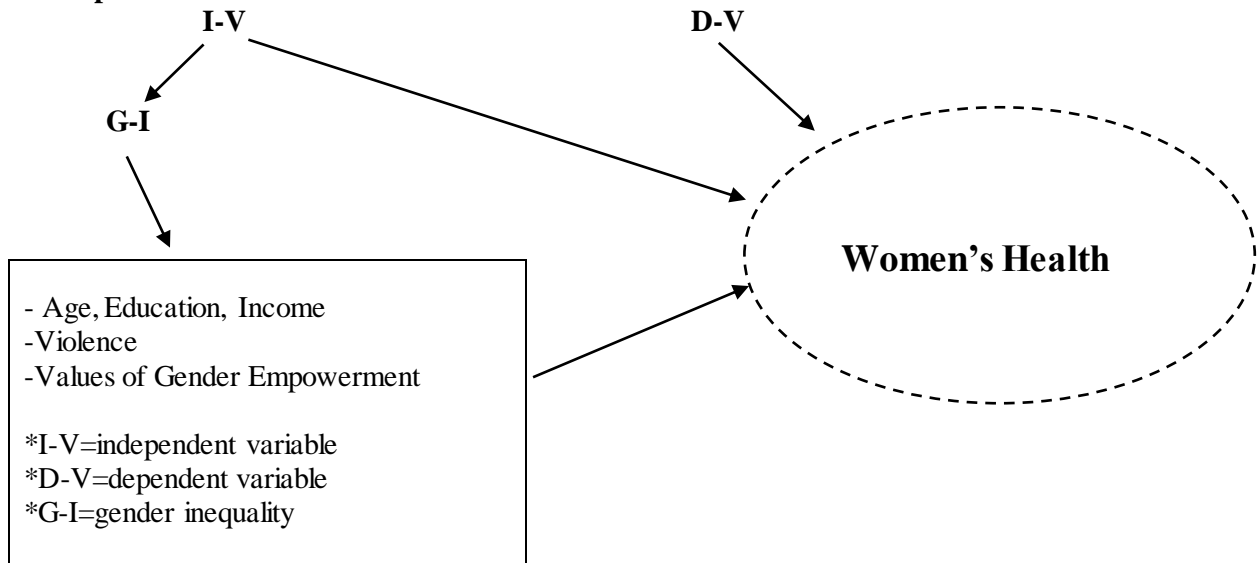 I-V D-V
G-I
Women’s Health
- Age, Education, Income
-Violence
-Values of Gender Empowerment
*I-V=independent variable
*D-V=dependent variable
*G-I=gender inequality